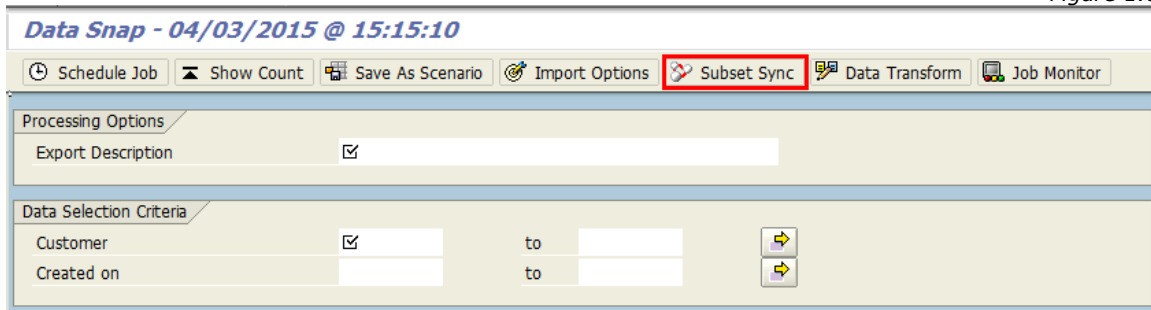 Data Snap - 04/03/2015 @ 15:15:10
Schedule Job Show Count Save As Scenario Import Options Subset Sync Data Transform Job Monitor
Processing Options
Export Description
Data Selection Criteria
Customer to
Created on to